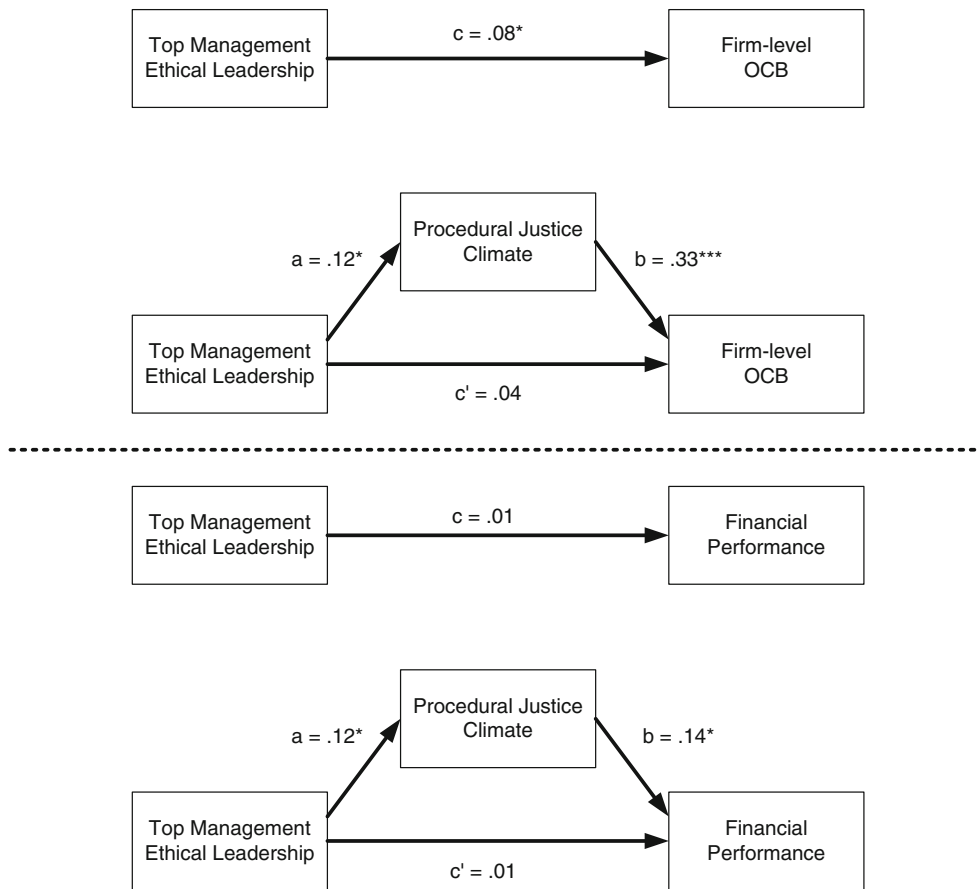 Top Management
Ethical Leadership
c = .08*
Firm-level
OCB
Procedural Justice
Climate
a = .12*
b = .33***
Top Management
Ethical Leadership
Firm-level
OCB
c' = .04
Top Management
Ethical Leadership
c = .01
Financial
Performance
Procedural Justice
Climate
a = .12*
b = .14*
Top Management
Ethical Leadership
Financial
Performance
c' = .01